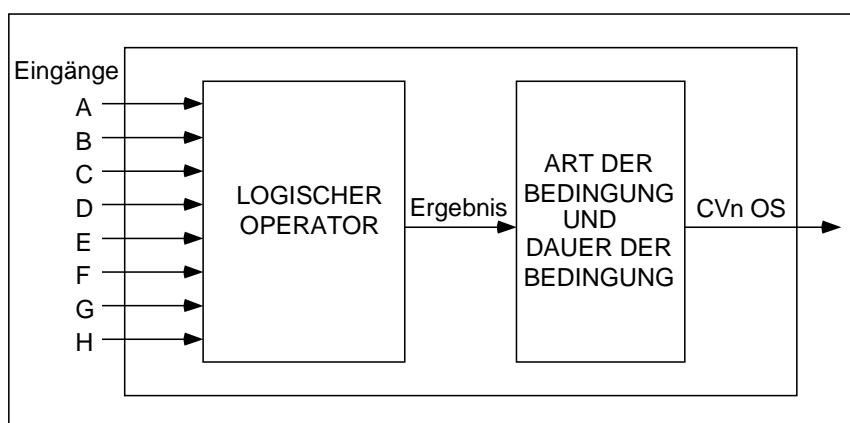 Eingänge
A
B
C
D
E
F
G
H
LOGISCHER
OPERATOR
Ergebnis
ART DER
BEDINGUNG
UND
DAUER DER
BEDINGUNG
CVn OS